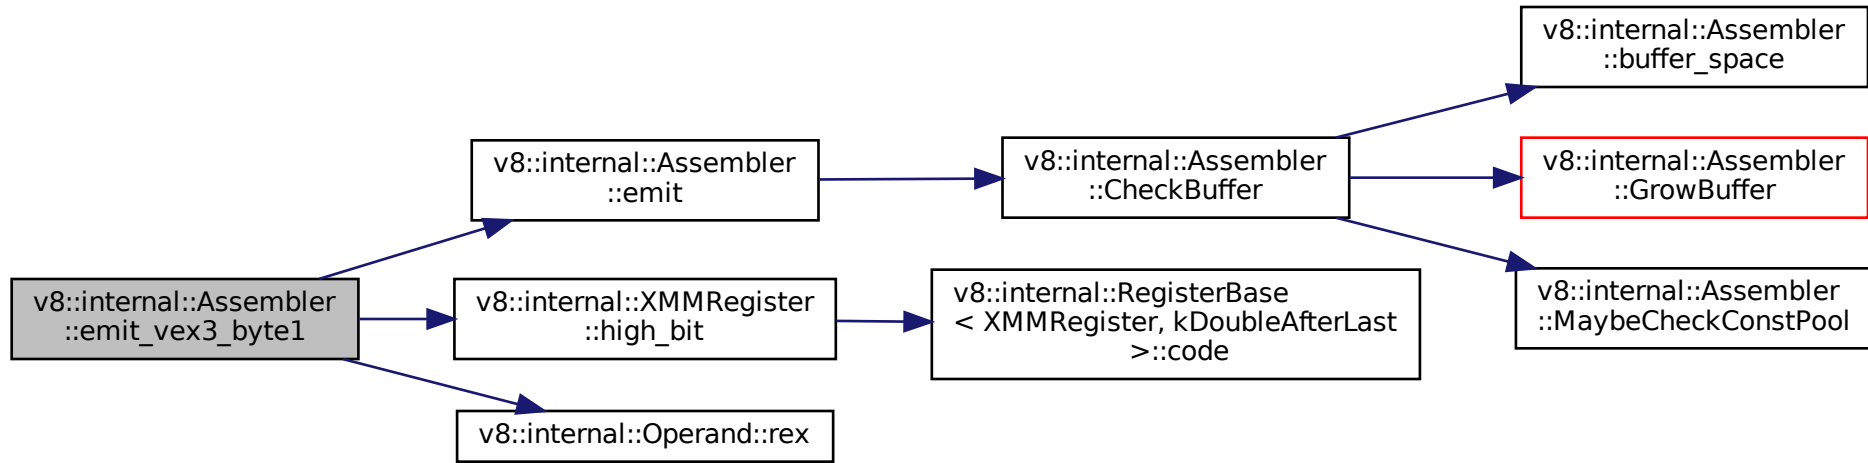 v8::internal::Assembler
::emit_vex3_byte1
v8::internal::Assembler
::emit
v8::internal::XMMRegister
::high_bit
v8::internal::Operand::rex
v8::internal::Assembler
::CheckBuffer
v8::internal::RegisterBase
< XMMRegister, kDoubleAfterLast
>::code
v8::internal::Assembler
::buffer_space
v8::internal::Assembler
::GrowBuffer
v8::internal::Assembler
::MaybeCheckConstPool